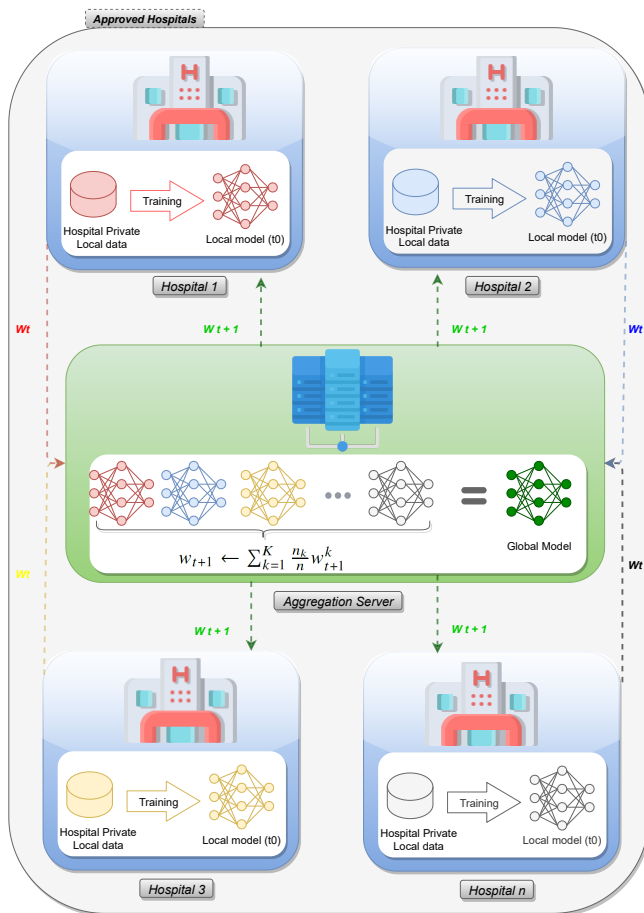 Approved Hospitals
H
H
Training
Training
Hospital Private
Local data
Local model (t0)
Hospital Private
Local data
Local model (t0)
Hospital 1
Hospital 2
Wt
W t + 1
W t + 1
Wt
w_{t+1} ← ∑_{k=1}^{K} \frac{n_k}{n} w_{t+1}^{k}
Global Model
Wt
Wt
Aggregation Server
W t + 1
W t + 1
H
H
Training
Training
Hospital Private
Local data
Local model (t0)
Hospital Private
Local data
Local model (t0)
Hospital 3
Hospital n